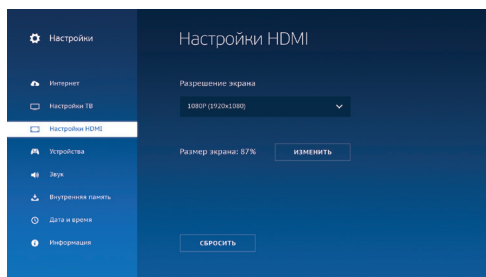 Настройки
Интернет
Настройки ТВ
Настройки HDMI
Устройства
Звук
Внутренняя память
Дата и время
Информация
Настройки HDMI
Разрешение экрана
1080P (1920x1080)
Размер экрана: 87%
ИЗМЕНИТЬ
СБРОСИТЬ